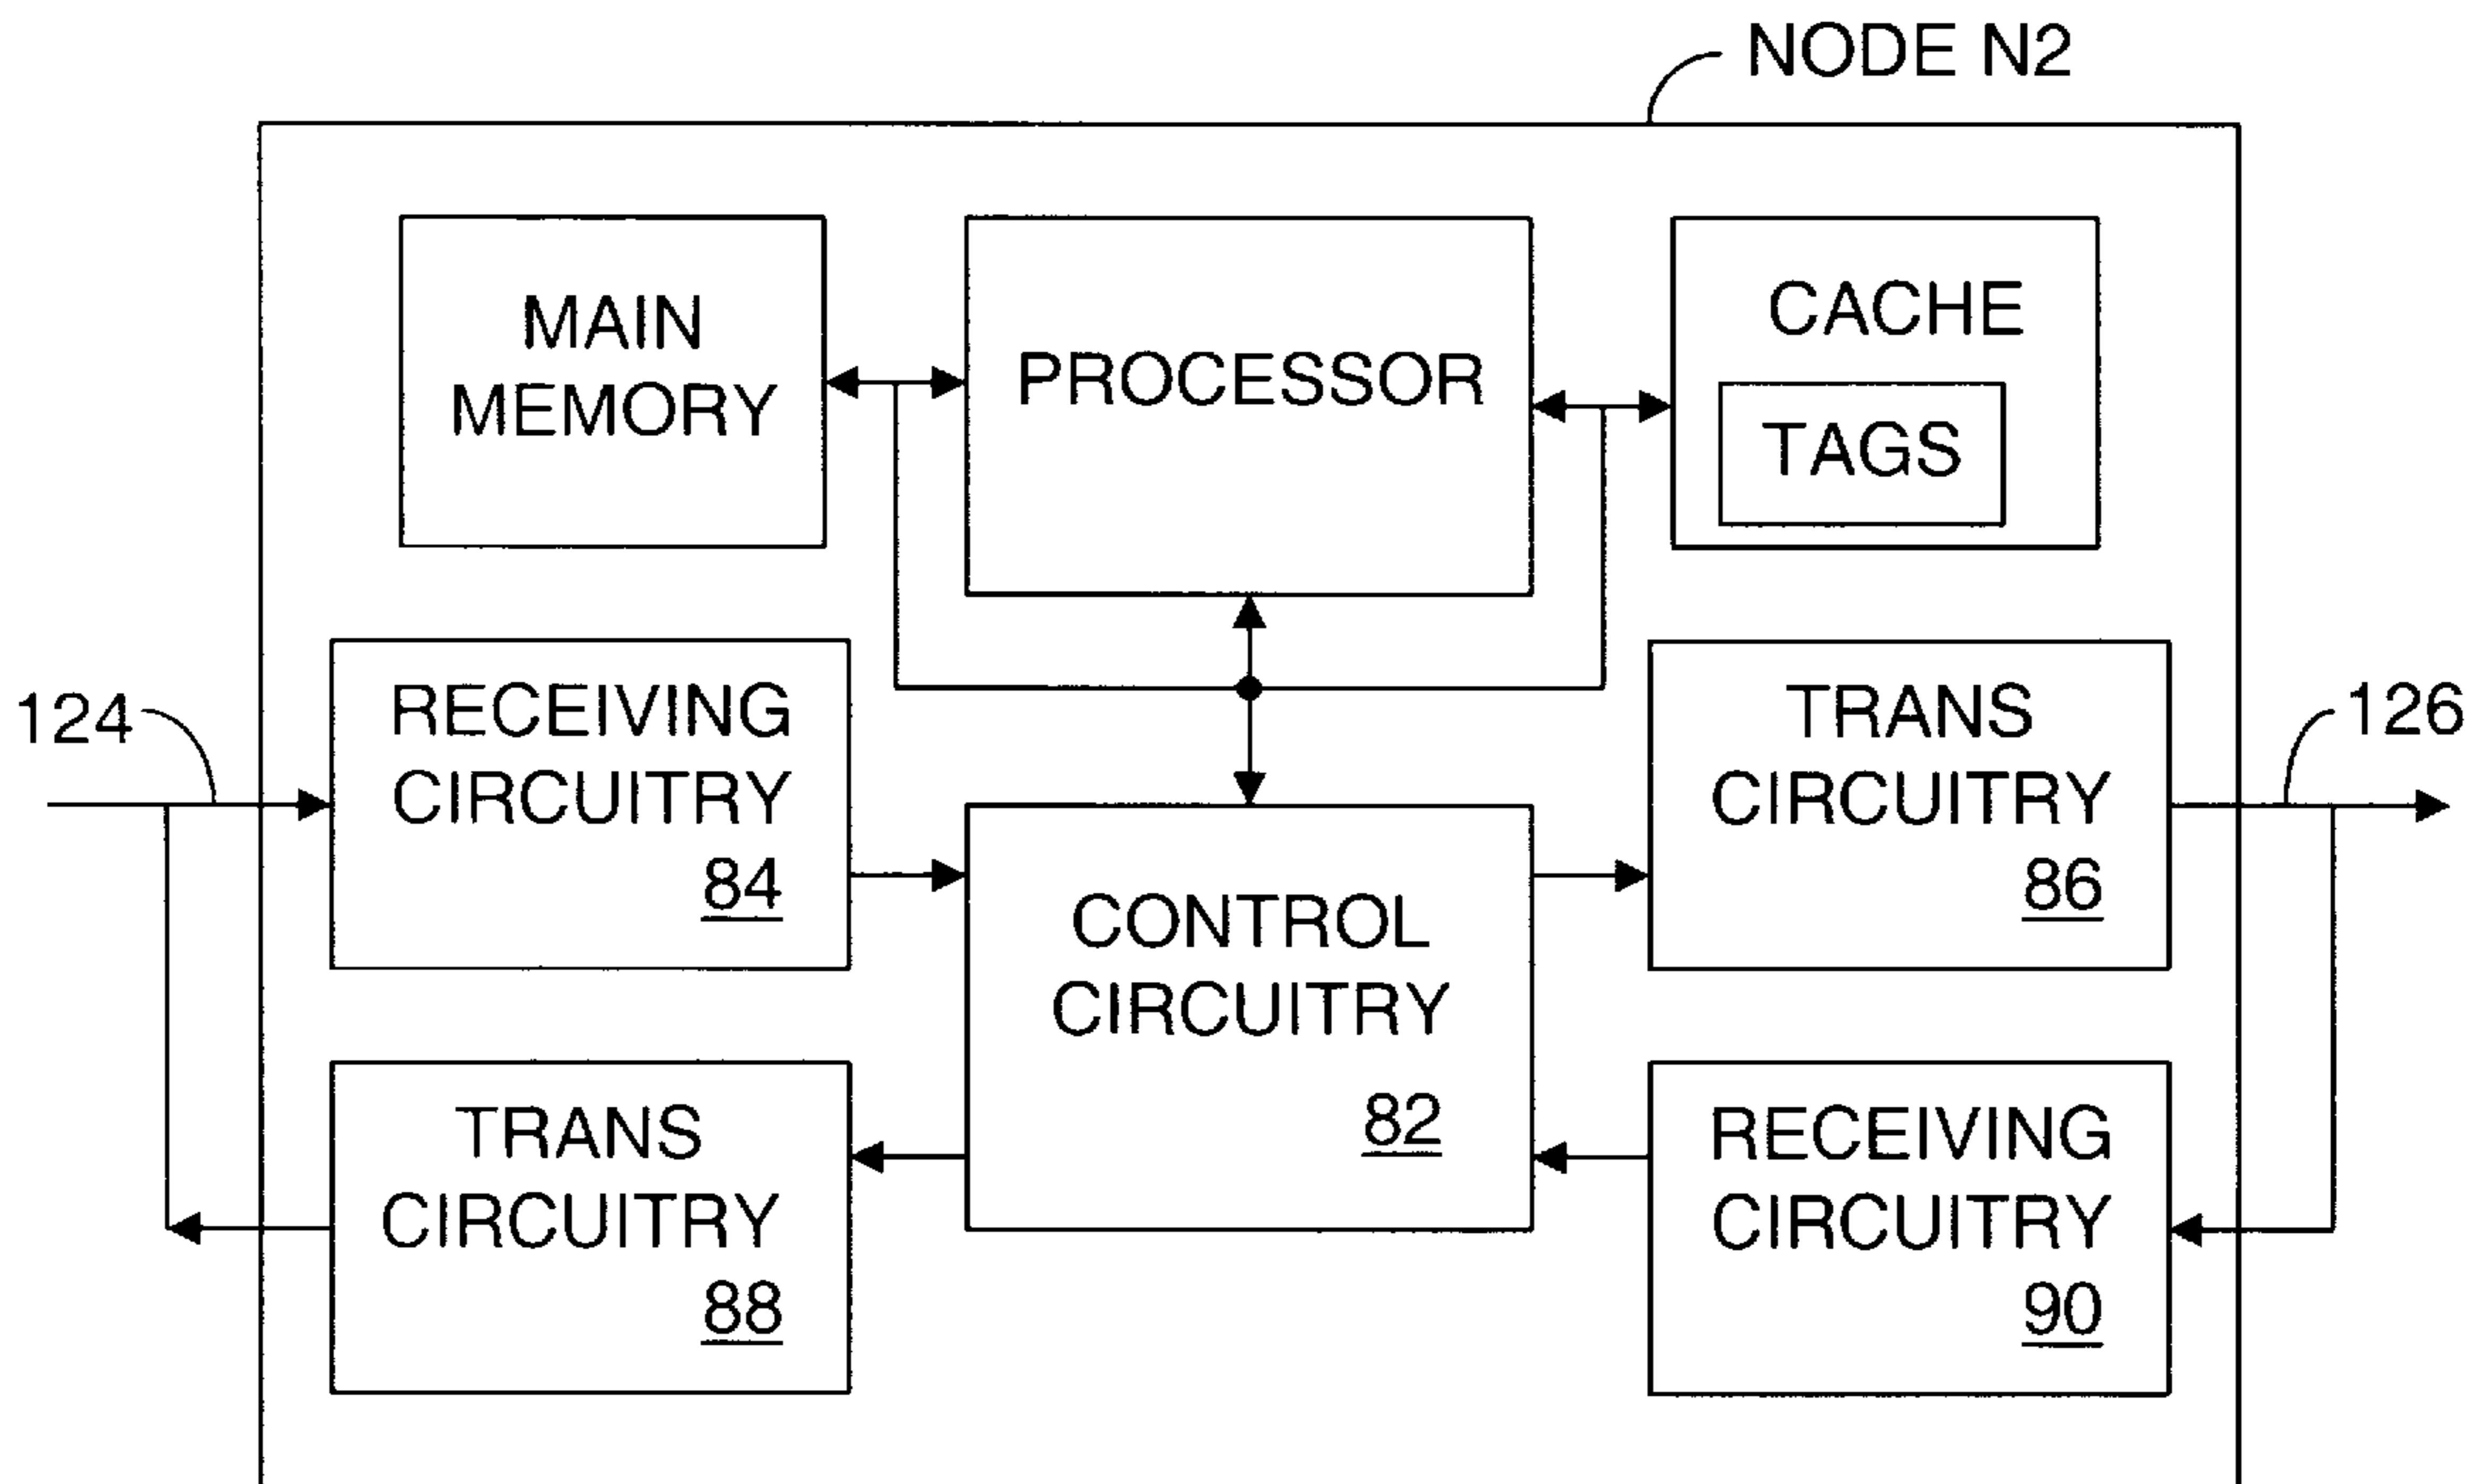 NODE N2
MAIN
MEMORY
PROCESSOR
CACHE
TAGS
124
RECEIVING
CIRCUITRY
84
TRANS
CIRCUITRY
86
126
CONTROL
CIRCUITRY
82
TRANS
CIRCUITRY
88
RECEIVING
CIRCUITRY
90